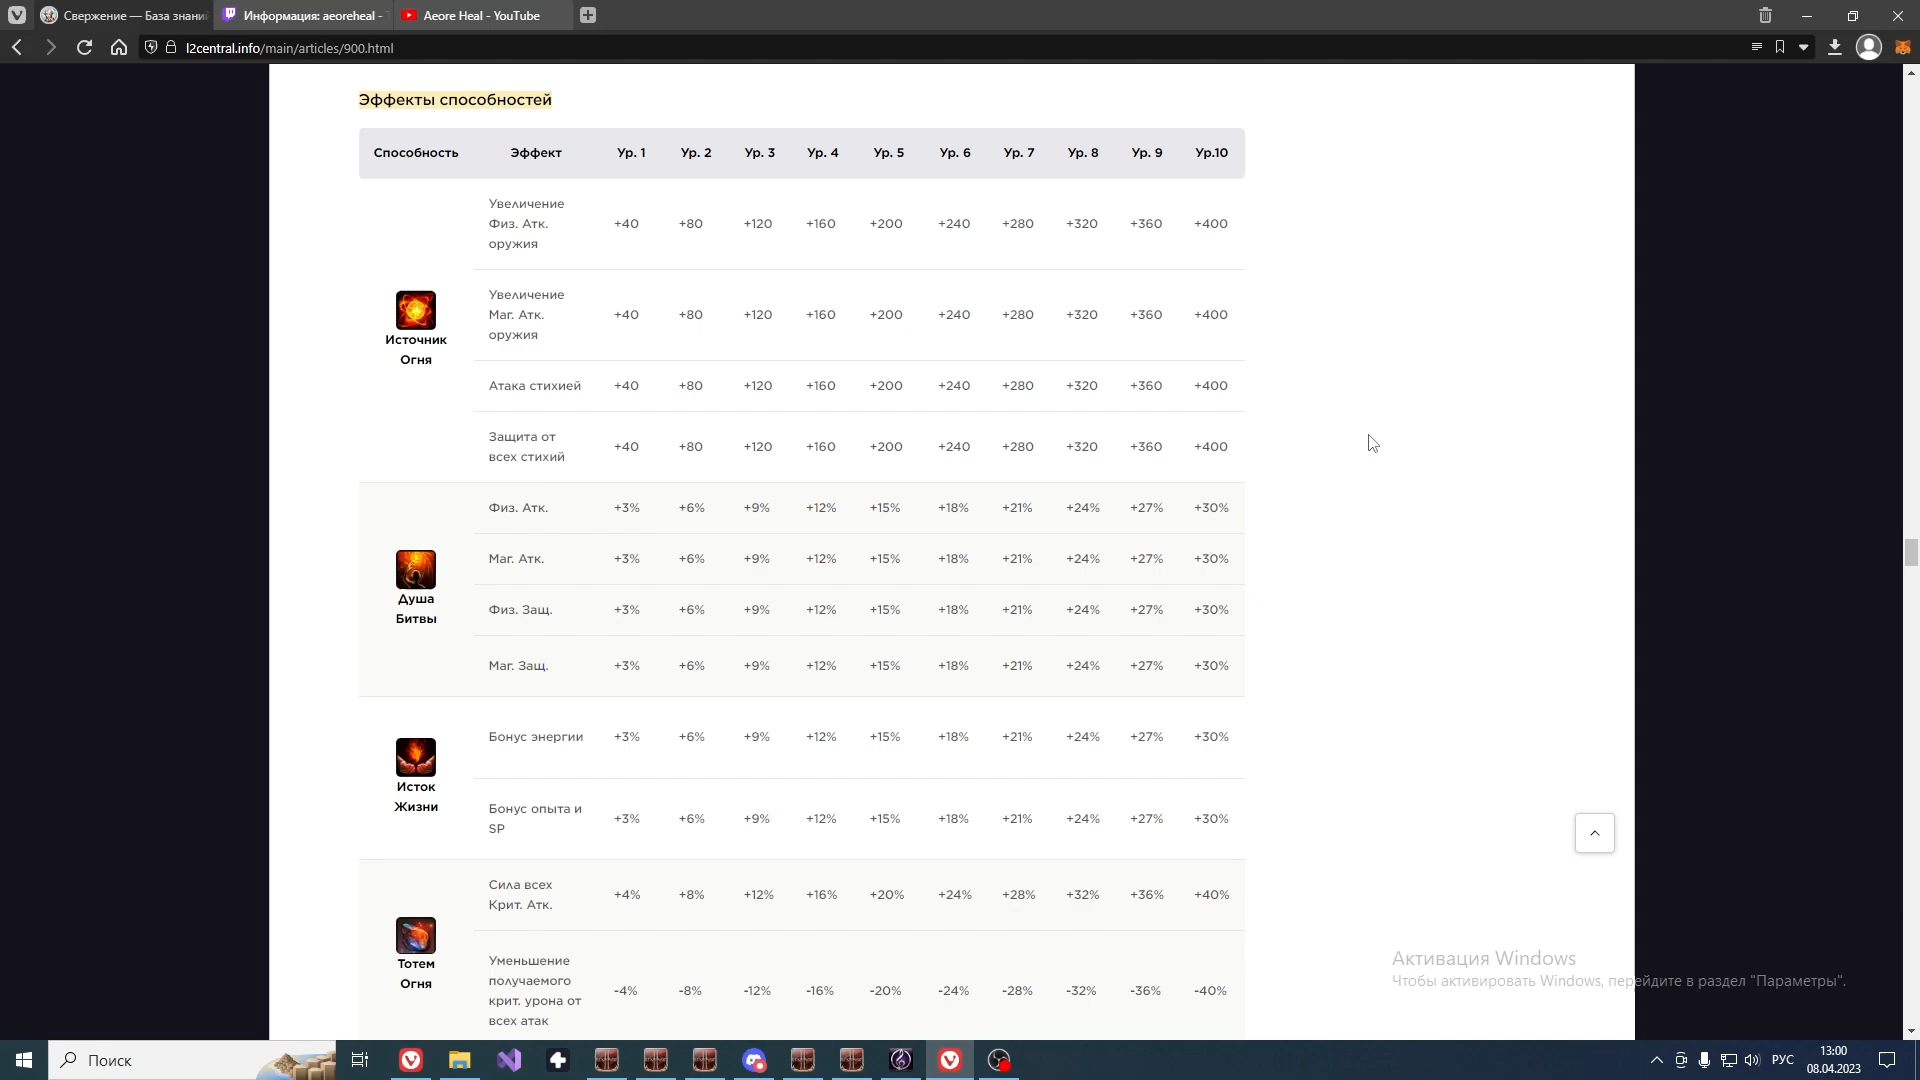 Свержение — База знани
Информация: aeoreheal -
Aeore Heal - YouTube
l2central.info/main/articles/900.html
Эффекты способностей
Способность Эффект Ур. 1 Ур. 2 Ур. 3 Ур. 4 Ур. 5 Ур. 6 Ур. 7 Ур. 8 Ур. 9 Ур.10
Источник
Огня
Увеличение
Физ. Атк.
оружия
+40 +80 +120 +160 +200 +240 +280 +320 +360 +400
Увеличение
Маг. Атк.
оружия
+40 +80 +120 +160 +200 +240 +280 +320 +360 +400
Атака стихией +40 +80 +120 +160 +200 +240 +280 +320 +360 +400
Защита от
всех стихий
+40 +80 +120 +160 +200 +240 +280 +320 +360 +400
Душа
Битвы
Физ. Атк. +3% +6% +9% +12% +15% +18% +21% +24% +27% +30%
Маг. Атк. +3% +6% +9% +12% +15% +18% +21% +24% +27% +30%
Физ. Защ. +3% +6% +9% +12% +15% +18% +21% +24% +27% +30%
Маг. Защ. +3% +6% +9% +12% +15% +18% +21% +24% +27% +30%
Исток
Жизни
Бонус энергии +3% +6% +9% +12% +15% +18% +21% +24% +27% +30%
Бонус опыта и
SP
+3% +6% +9% +12% +15% +18% +21% +24% +27% +30%
Тотем
Огня
Сила всех
Крит. Атк.
+4% +8% +12% +16% +20% +24% +28% +32% +36% +40%
Уменьшение
получаемого
крит. урона от
всех атак
-4% -8% -12% -16% -20% -24% -28% -32% -36% -40%
Активация Windows
Чтобы активировать Windows, перейдите в раздел "Параметры".
Поиск
РУС
13:00
08.04.2023